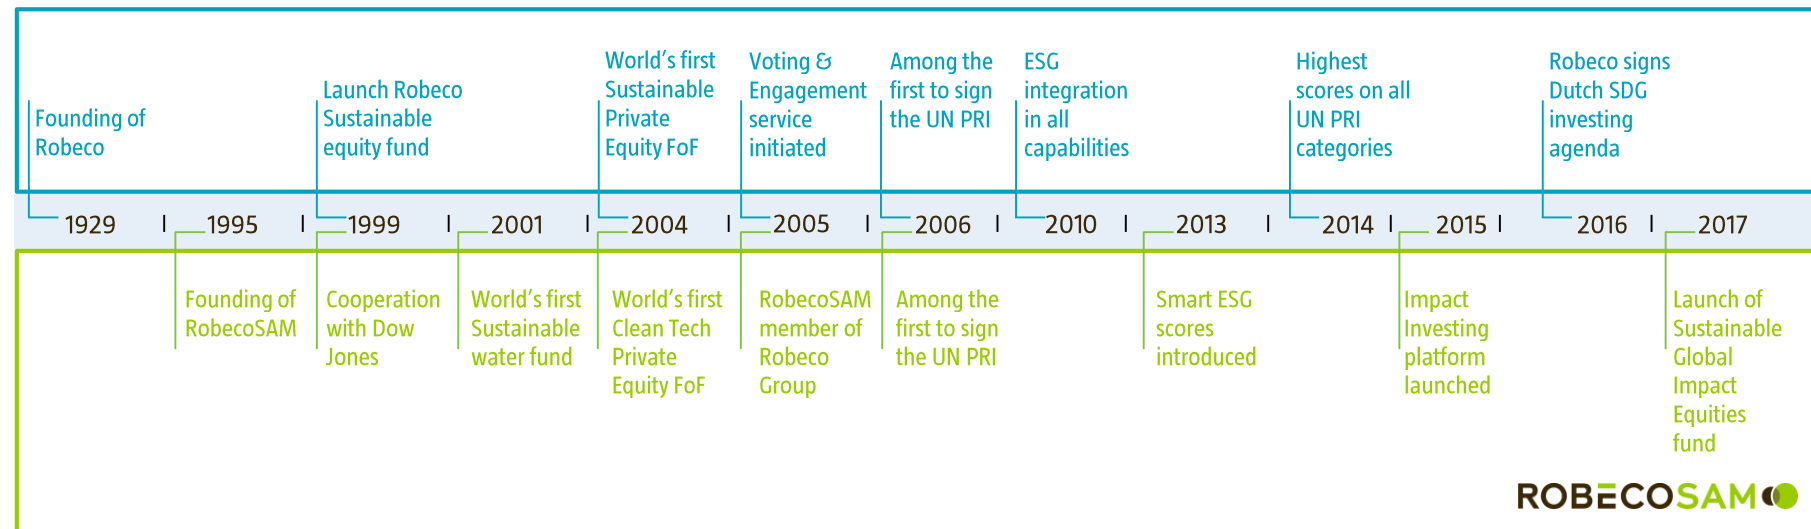 Founding of
Robeco
Launch Robeco
Sustainable
equity fund
World's first
Sustainable
Private
Equity FoF
Voting &
Engagement
service
initiated
Among the
first to sign
the UN PRI
ESG
integration
in all
capabilities
Highest
scores on all
UN PRI
categories
Robeco signs
Dutch SDG
investing
agenda
1929 1995 1999 2001 2004 2005 2006 2010 2013 2014 2015 2016 2017
Founding of
RobecoSAM
Cooperation
with Dow
Jones
World's first
Sustainable
water fund
World's first
Clean Tech
Private
Equity FoF
RobecoSAM
member of
Robeco
Group
Among the
first to sign
the UN PRI
Smart ESG
scores
introduced
Impact
Investing
platform
launched
Launch of
Sustainable
Global
Impact
Equities
fund
ROBECOSAM